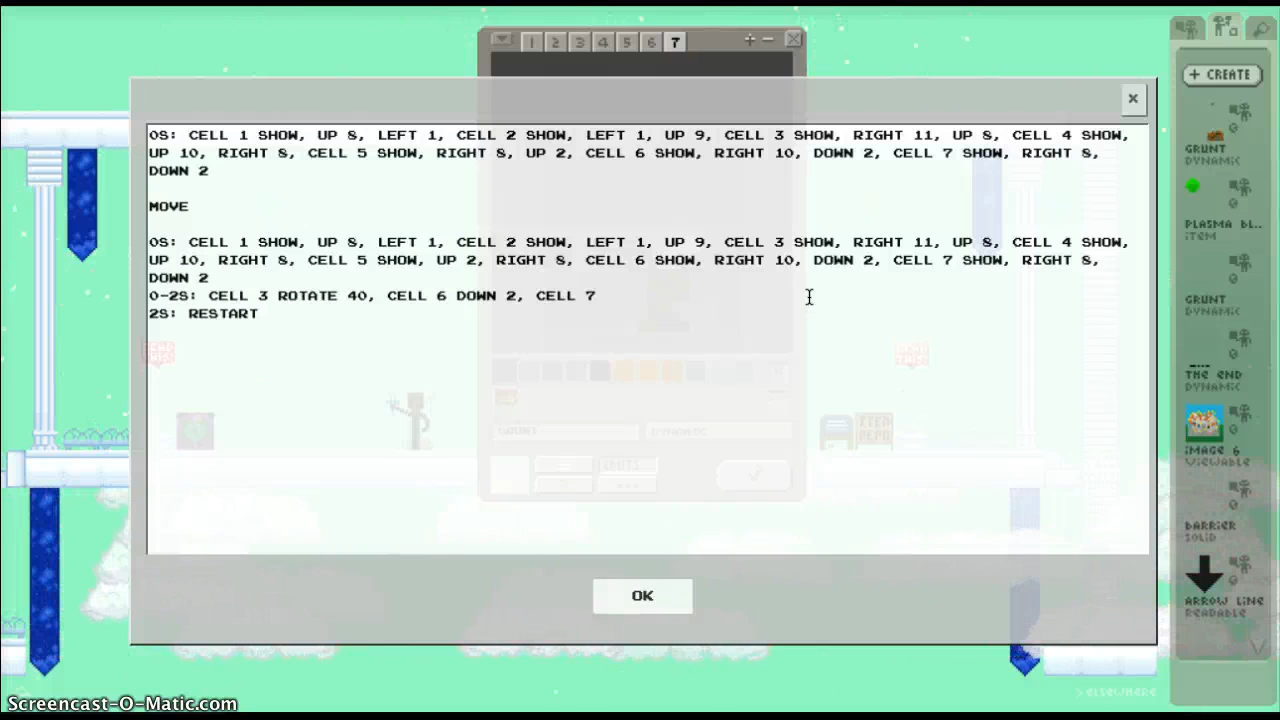 1 2 3 4 5 6 7
+ CREATE
0S: CELL 1 SHOW, UP 8, LEFT 1, CELL 2 SHOW, LEFT 1, UP 9, CELL 3 SHOW, RIGHT 11, UP 8, CELL 4 SHOW,
UP 10, RIGHT 8, CELL 5 SHOW, RIGHT 8, UP 2, CELL 6 SHOW, RIGHT 10, DOWN 2, CELL 7 SHOW, RIGHT 8,
DOWN 2
MOVE
0S: CELL 1 SHOW, UP 8, LEFT 1, CELL 2 SHOW, LEFT 1, UP 9, CELL 3 SHOW, RIGHT 11, UP 8, CELL 4 SHOW,
UP 10, RIGHT 8, CELL 5 SHOW, UP 2, RIGHT 8, CELL 6 SHOW, RIGHT 10, DOWN 2, CELL 7 SHOW, RIGHT 8,
DOWN 2
0-2S: CELL 3 ROTATE 40, CELL 6 DOWN 2, CELL 7
2S: RESTART
OK
GRUNT
DYNAMIC
PLASMA BL..
ITEM
GRUNT
DYNAMIC
THE END
DYNAMIC
IMAGE 6
VIEWABLE
BARRIER
SOLID
ARROW LINE
READABLE
ITEM
DEPO
>ELSEWHERE
Screencast-O-Matic.com